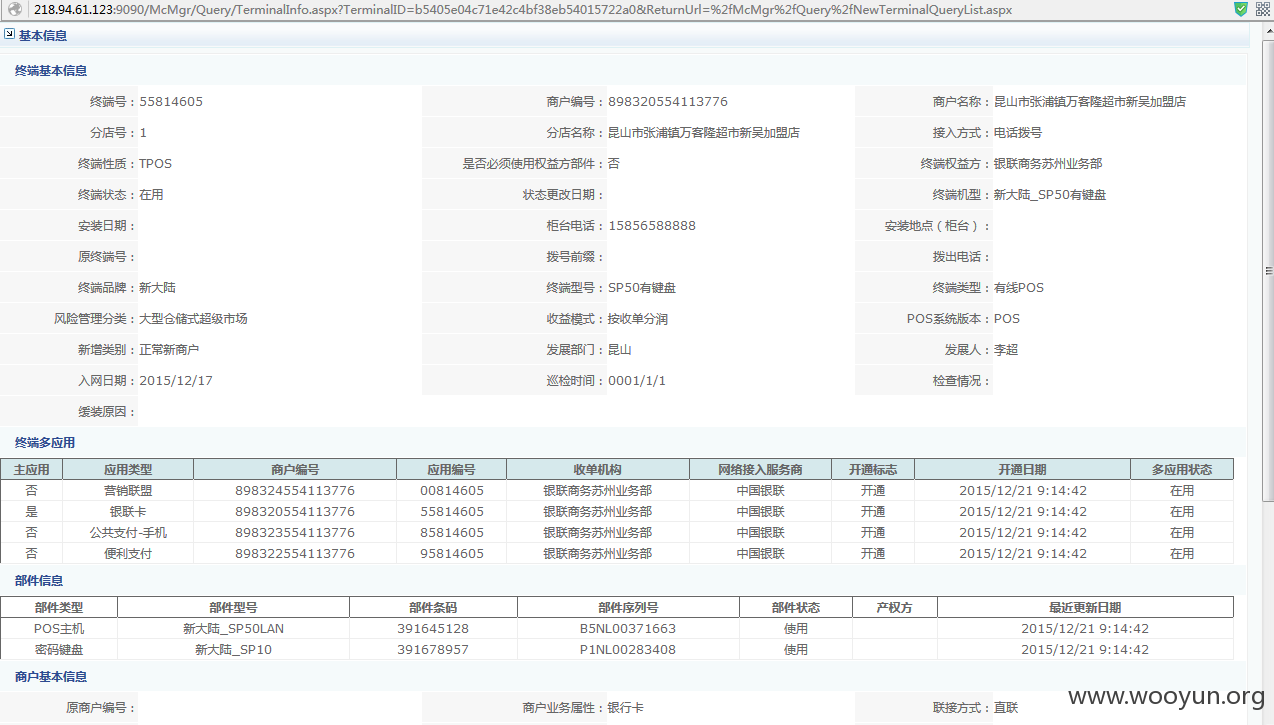 218.94.61.123:9090/McMgr/Query/TerminalInfo.aspx?TerminalID=b5405e04c71e42c4bf38eb54015722a0&ReturnUrl=%2fMcMgr%2fQuery%2fNewTerminalQueryList.aspx
基本信息
终端基本信息
终端号：55814605 商户编号：898320554113776 商户名称：昆山市张浦镇万客隆超市新吴加盟店
分店号：1 分店名称：昆山市张浦镇万客隆超市新吴加盟店 接入方式：电话拨号
终端性质：TPOS 是否必须使用权益方部件：否 终端权益方：银联商务苏州业务部
终端状态：在用 状态更改日期： 终端机型：新大陆_SP50有键盘
安装日期： 柜台电话：15856588888 安装地点（柜台）：
原终端号： 拨号前缀： 拨出电话：
终端品牌：新大陆 终端型号：SP50有键盘 终端类型：有线POS
风险管理分类：大型仓储式超级市场 收益模式：按收单分润 POS系统版本：POS
新增类别：正常新商户 发展部门：昆山 发展人：李超
入网日期：2015/12/17 巡检时间：0001/1/1 检查情况：
缓装原因：
终端多应用
主应用 应用类型 商户编号 应用编号 收单机构 网络接入服务商 开通标志 开通日期 多应用状态
否 营销联盟 898324554113776 00814605 银联商务苏州业务部 中国银联 开通 2015/12/21 9:14:42 在用
是 银联卡 898320554113776 55814605 银联商务苏州业务部 中国银联 开通 2015/12/21 9:14:42 在用
否 公共支付-手机 898323554113776 85814605 银联商务苏州业务部 中国银联 开通 2015/12/21 9:14:42 在用
否 便利支付 898322554113776 95814605 银联商务苏州业务部 中国银联 开通 2015/12/21 9:14:42 在用
部件信息
部件类型 部件型号 部件条码 部件序列号 部件状态 产权方 最近更新日期
POS主机 新大陆_SP50LAN 391645128 B5NL00371663 使用 2015/12/21 9:14:42
密码键盘 新大陆_SP10 391678957 P1NL00283408 使用 2015/12/21 9:14:42
商户基本信息
原商户编号： 商户业务属性：银行卡 联接方式：直联
www.wooyun.org